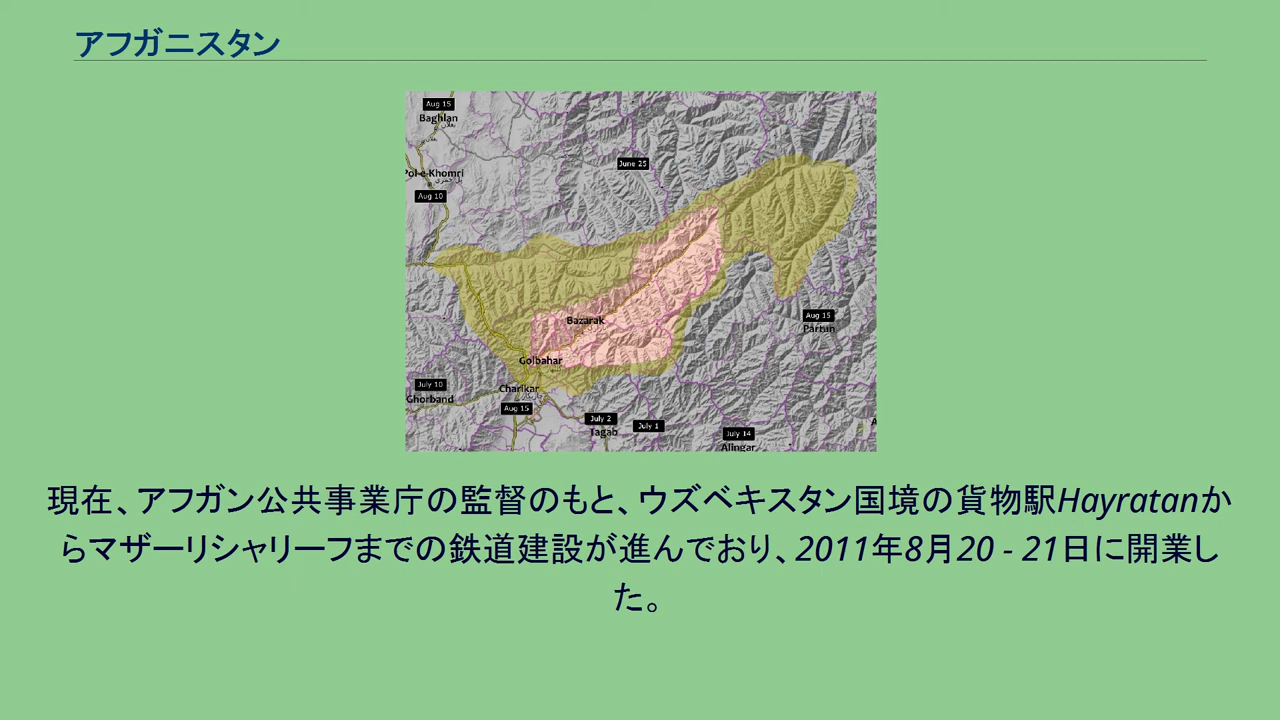 アフガニスタン
Aug 15
Baghlan
بغلان
June 25
Pol-e-Khomri
پل خمری
Aug 10
Bazarak
Aug 15
Parun
Golbahar
July 10
Ghorband
Charikar
Aug 15
July 2
July 1
Tagab
July 14
Alingar
現在、アフガン公共事業庁の監督のもと、ウズベキスタン国境の貨物駅Hayratanか
らマザーリシャリーフまでの鉄道建設が進んでおり、2011年8月20 - 21日に開業し
た。